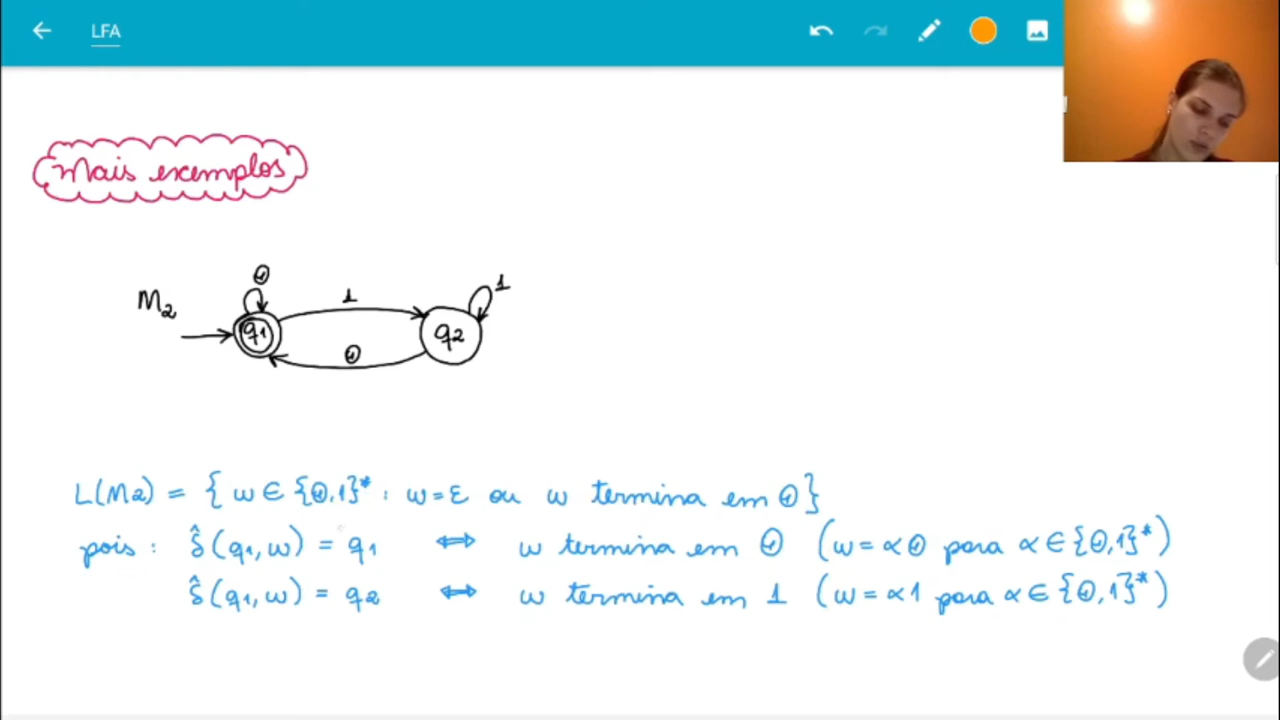 LFA
Mais exemplos
0
1
1
M2
q1
q2
0
L(M2) = { w ∈ {0,1}* : w = ε ou w termina em 0 }
pois : δ̂(q1, w) = q1 ⇔ w termina em 0 (w = α0 para α ∈ {0,1}*)
δ̂(q1, w) = q2 ⇔ w termina em 1 (w = α1 para α ∈ {0,1}*)